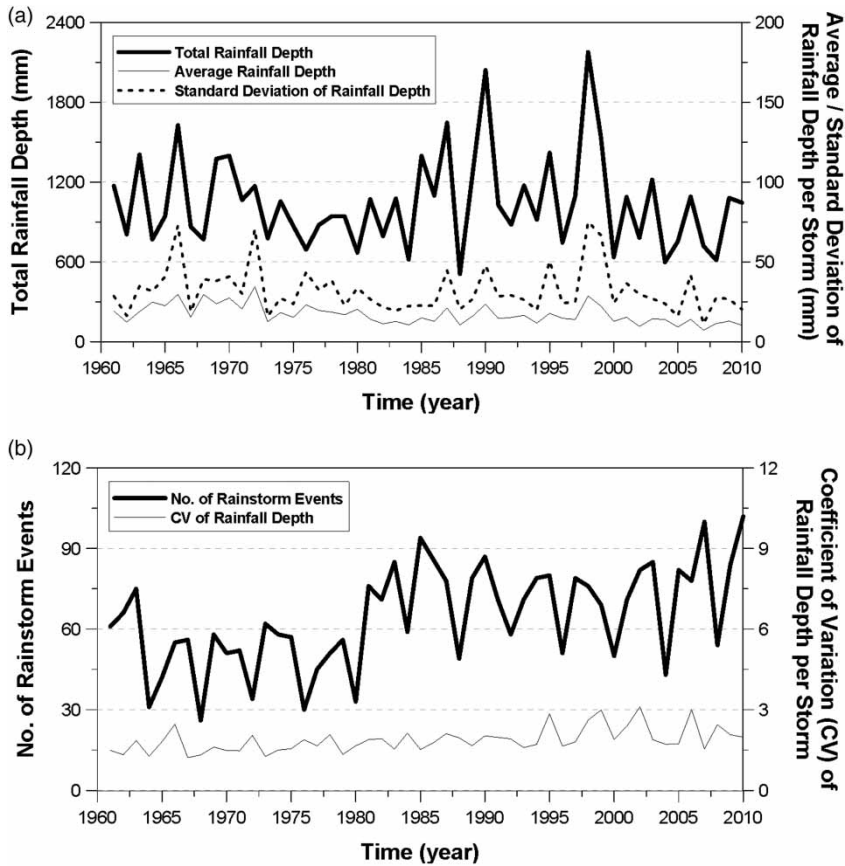 (a)
2400
1800
1200
600
0
Total Rainfall Depth (mm)
Total Rainfall Depth
Average Rainfall Depth
Standard Deviation of Rainfall Depth
200
150
100
50
0
Average / Standard Deviation of
Rainfall Depth per Storm (mm)
1960 1965 1970 1975 1980 1985 1990 1995 2000 2005 2010
Time (year)
(b)
120
90
60
30
0
No. of Rainstorm Events
No. of Rainstorm Events
CV of Rainfall Depth
12
9
6
3
0
Coefficient of Variation (CV) of
Rainfall Depth per Storm
1960 1965 1970 1975 1980 1985 1990 1995 2000 2005 2010
Time (year)